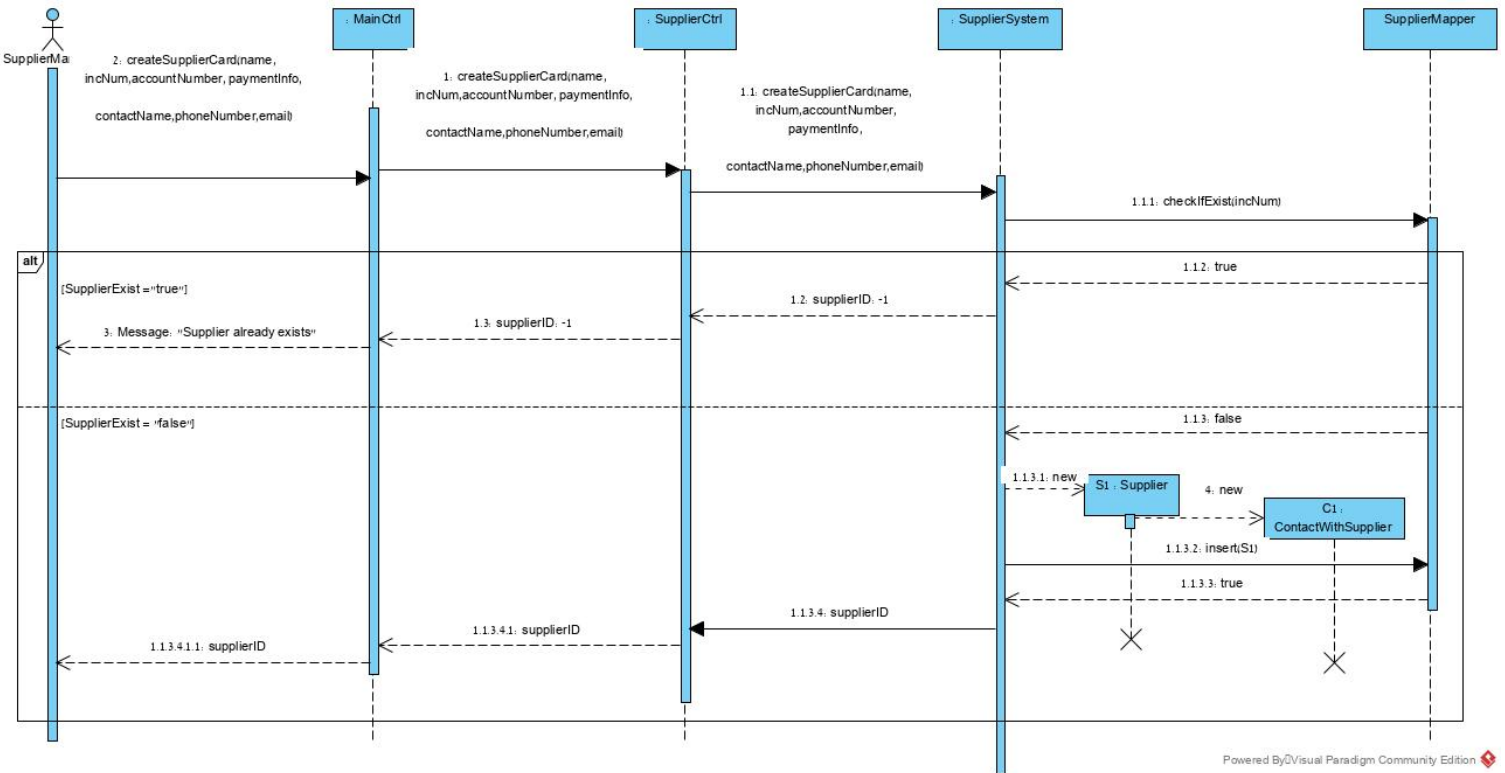 : MainCtrl
: SupplierCtrl
: SupplierSystem
SupplierMapper
SupplierMa
2: createSupplierCard(name,
incNum,accountNumber, paymentInfo,
contactName,phoneNumber,email)
1: createSupplierCard(name,
incNum,accountNumber, paymentInfo,
contactName,phoneNumber,email)
1.1: createSupplierCard(name,
incNum,accountNumber,
paymentInfo,
contactName,phoneNumber,email)
1.1.1: checkIfExist(incNum)
alt
1.1.2: true
[SupplierExist ="true"]
1.2: supplierID: -1
1.3: supplierID: -1
3: Message: "Supplier already exists"
[SupplierExist = "false"]
1.1.3: false
1.1.3.1: new
S1 : Supplier
4: new
C1 :
ContactWithSupplier
1.1.3.2: insert(S1)
1.1.3.3: true
1.1.3.4: supplierID
1.1.3.4.1: supplierID
1.1.3.4.1.1: supplierID
Powered By Visual Paradigm Community Edition